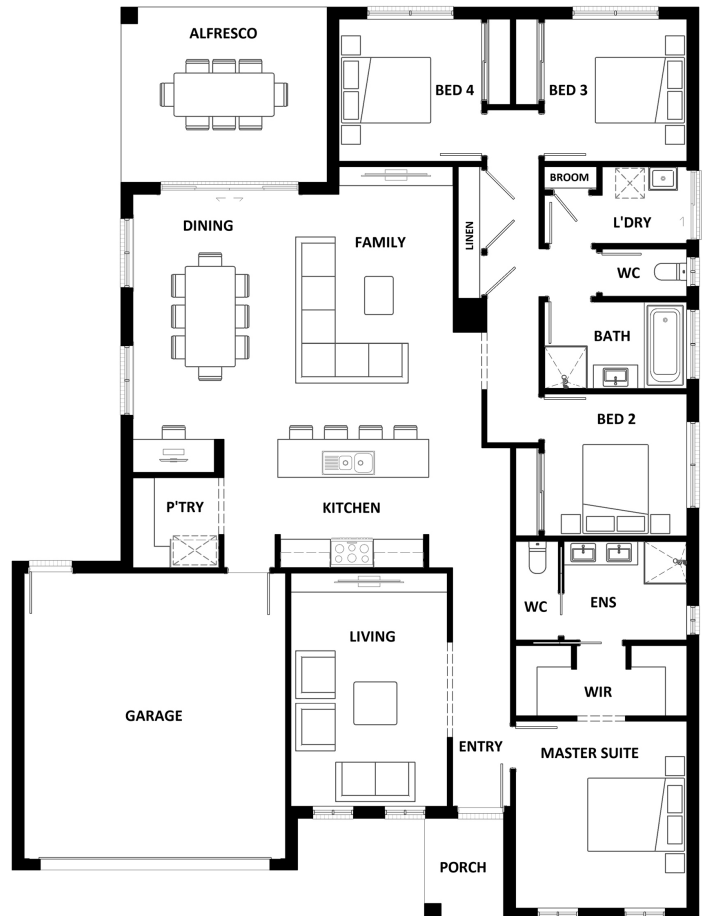 ALFRESCO
BED 4
BED 3
BROOM
L'DRY
DINING
FAMILY
LINEN
WC
BATH
BED 2
P'TRY
KITCHEN
WC
ENS
LIVING
WIR
GARAGE
ENTRY
MASTER SUITE
PORCH